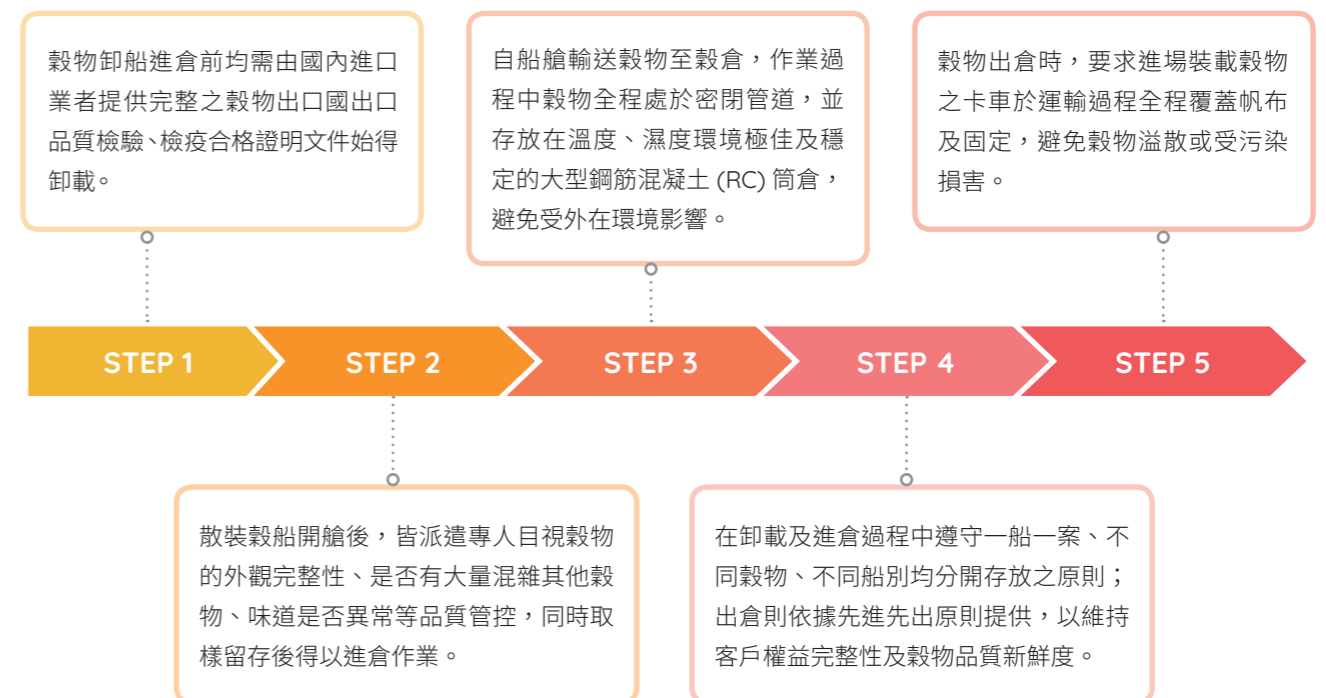 穀物卸船進倉前均需由國內進口
業者提供完整之穀物出口國出口
品質檢驗、檢疫合格證明文件始得
卸載。
自船艙輸送穀物至穀倉，作業過
程中穀物全程處於密閉管道，並
存放在溫度、濕度環境極佳及穩
定的大型鋼筋混凝土 (RC) 筒倉，
避免受外在環境影響。
穀物出倉時，要求進場裝載穀物
之卡車於運輸過程全程覆蓋帆布
及固定，避免穀物溢散或受污染
損害。
STEP 1
STEP 2
STEP 3
STEP 4
STEP 5
散裝穀船開艙後，皆派遣專人目視穀物
的外觀完整性、是否有大量混雜其他穀
物、味道是否異常等品質管控，同時取
樣留存後得以進倉作業。
在卸載及進倉過程中遵守一船一案、不
同穀物、不同船別均分開存放之原則；
出倉則依據先進先出原則提供，以維持
客戶權益完整性及穀物品質新鮮度。